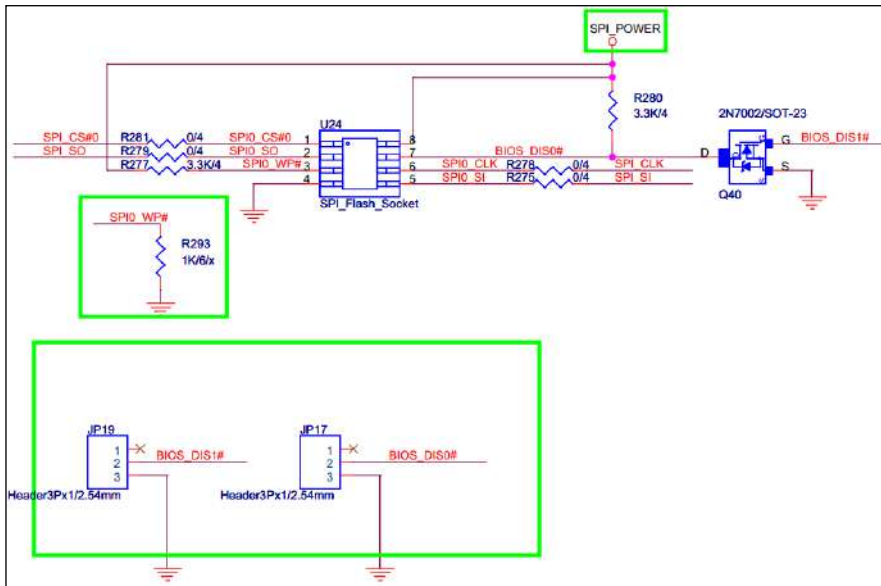 SPI_POWER
R280
3.3K/4
2N7002/SOT-23
U24
SPI_CS#0 R281 0/4 SPI0_CS#0 1 8
SPI_SO R279 0/4 SPI0_SO 2 7 BIOS_DIS0# D G BIOS_DIS1#
R277 3.3K/4 SPI0_WP# 3 6 SPI0_CLK R278 0/4 SPI_CLK S
4 5 SPI0_SI R275 0/4 SPI_SI
SPI_Flash_Socket Q40
SPI0_WP#
R293
1K/6/x
JP19 JP17
1 1
2 BIOS_DIS1# 2 BIOS_DIS0#
3 3
Header3Px1/2.54mm Header3Px1/2.54mm